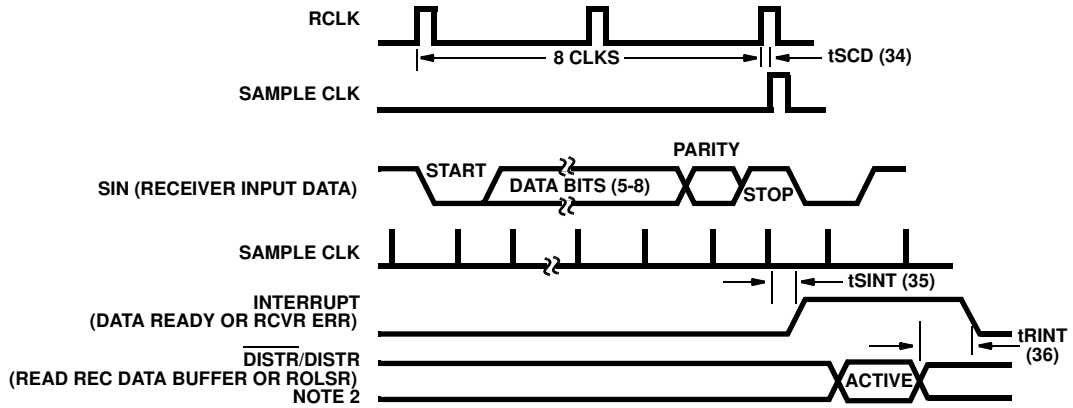 RCLK
8 CLKS
tSCD (34)
SAMPLE CLK
PARITY
START
SIN (RECEIVER INPUT DATA)
DATA BITS (5-8)
STOP
SAMPLE CLK
tSINT (35)
INTERRUPT
(DATA READY OR RCVR ERR)
tRINT
(36)
DISTR/DISTR
(READ REC DATA BUFFER OR ROLSR)
ACTIVE
NOTE 2